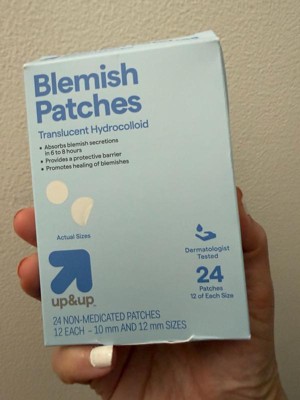 Blemish
Patches
Translucent Hydrocolloid
• Absorbs blemish secretions
in 6 to 8 hours
• Provides a protective barrier
• Promotes healing of blemishes
Actual Sizes
Dermatologist
Tested
up&up
24
Patches
12 of Each Size
24 NON-MEDICATED PATCHES
12 EACH - 10 mm AND 12 mm SIZES